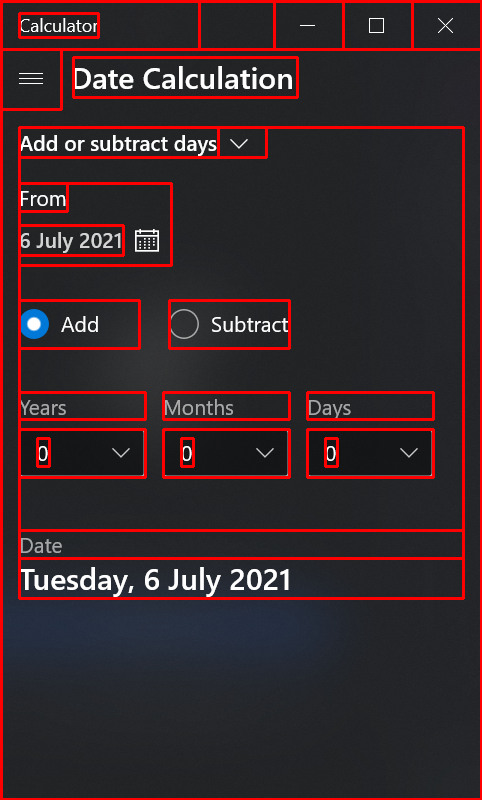 Calculator
Date Calculation
Add or subtract days
From
6 July 2021
Add Subtract
Years Months Days
0 0 0
Date
Tuesday, 6 July 2021